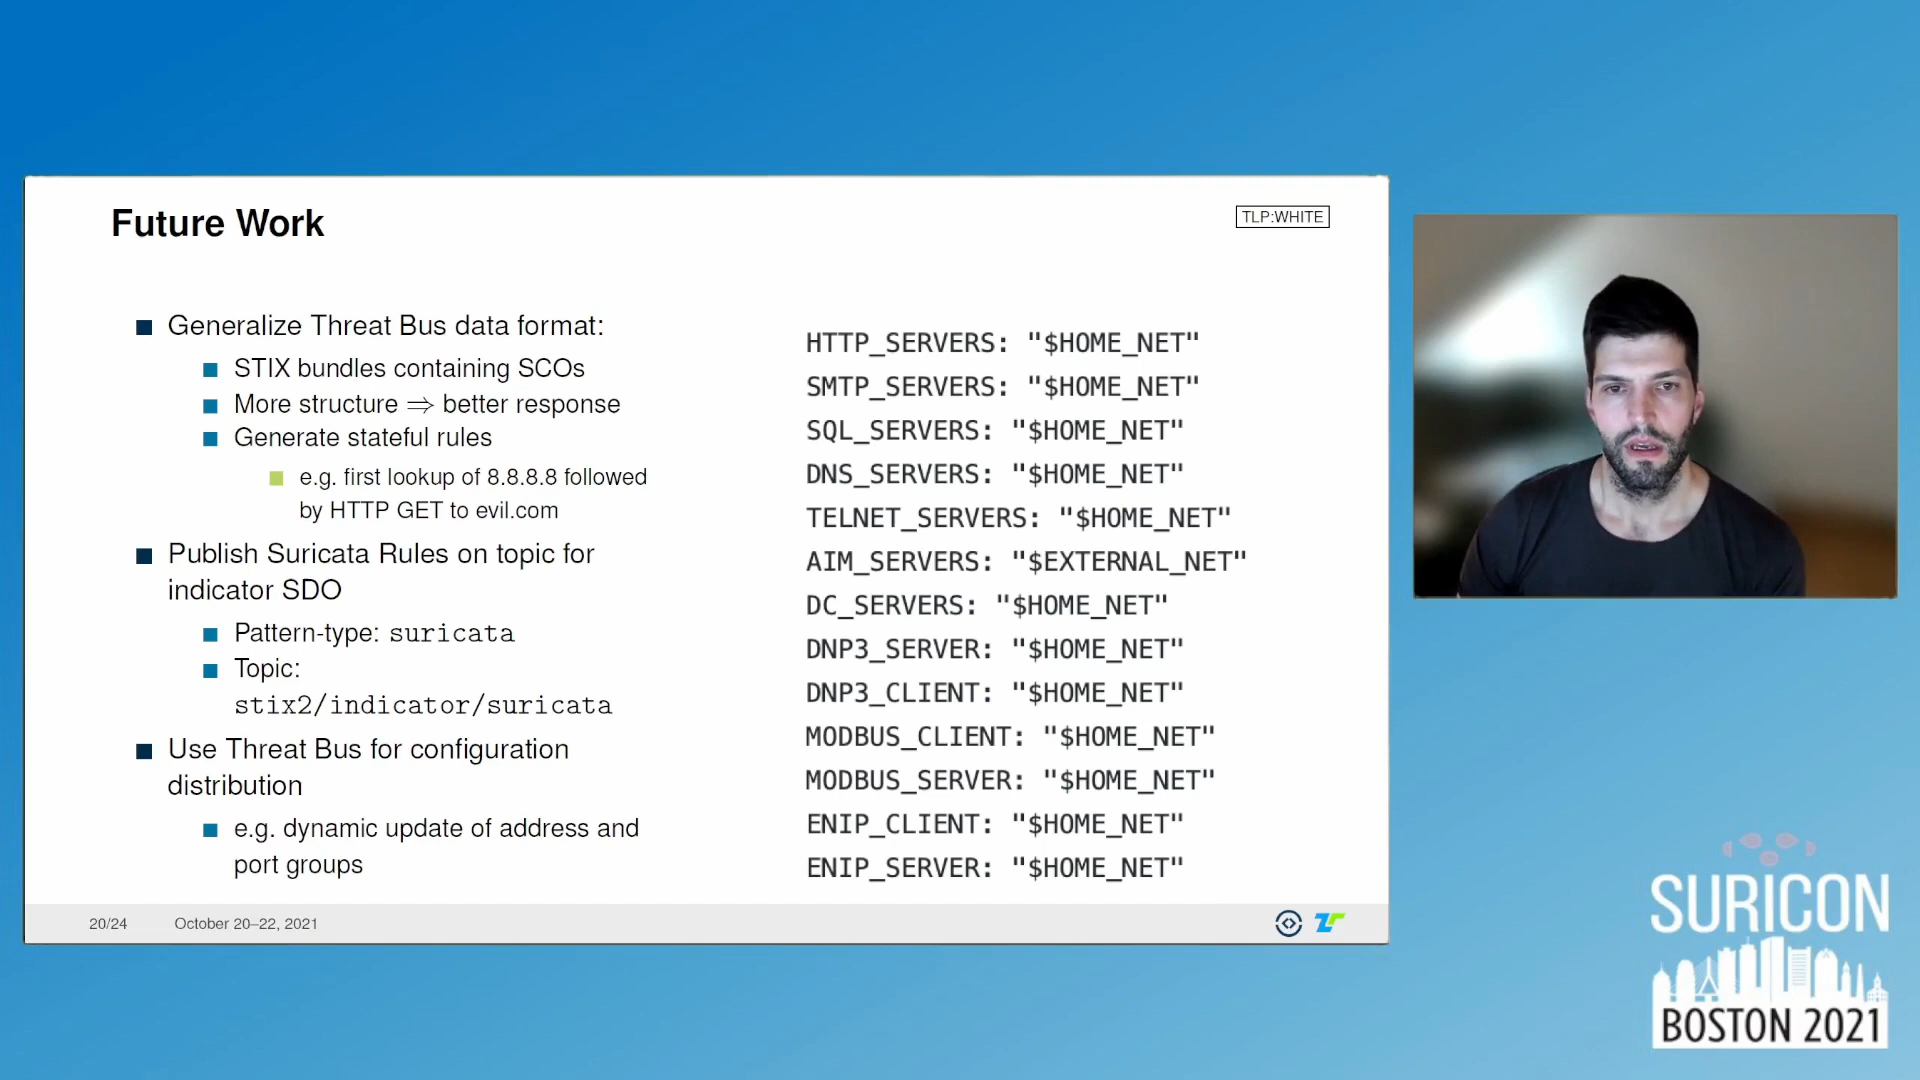 Future Work
TLP:WHITE
Generalize Threat Bus data format:
STIX bundles containing SCOs
More structure ⇒ better response
Generate stateful rules
e.g. first lookup of 8.8.8.8 followed
by HTTP GET to evil.com
Publish Suricata Rules on topic for
indicator SDO
Pattern-type: suricata
Topic:
stix2/indicator/suricata
Use Threat Bus for configuration
distribution
e.g. dynamic update of address and
port groups
HTTP_SERVERS: "$HOME_NET"
SMTP_SERVERS: "$HOME_NET"
SQL_SERVERS: "$HOME_NET"
DNS_SERVERS: "$HOME_NET"
TELNET_SERVERS: "$HOME_NET"
AIM_SERVERS: "$EXTERNAL_NET"
DC_SERVERS: "$HOME_NET"
DNP3_SERVER: "$HOME_NET"
DNP3_CLIENT: "$HOME_NET"
MODBUS_CLIENT: "$HOME_NET"
MODBUS_SERVER: "$HOME_NET"
ENIP_CLIENT: "$HOME_NET"
ENIP_SERVER: "$HOME_NET"
20/24 October 20–22, 2021
SURICON
BOSTON 2021